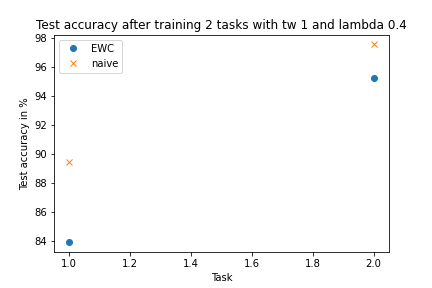 Test accuracy after training 2 tasks with tw 1 and lambda 0.4
EWC
naive
Test accuracy in %
98
96
94
92
90
88
86
84
1.0 1.2 1.4 1.6 1.8 2.0
Task